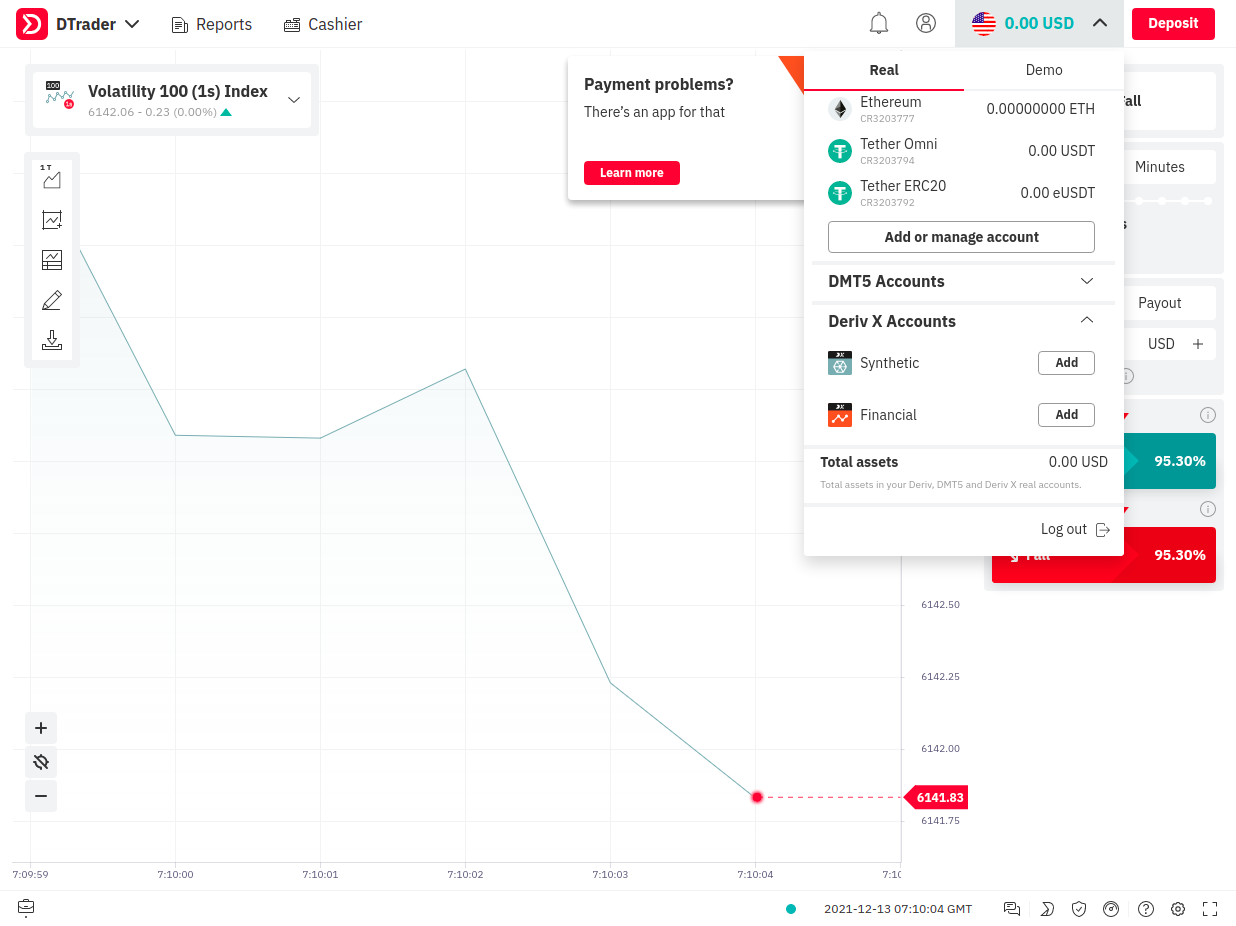 DTrader
Reports
Cashier
0.00 USD
Deposit
100
1s
Volatility 100 (1s) Index
6142.06 - 0.23 (0.00%)
1 T
Payment problems?
There's an app for that
Learn more
Real
Demo
Ethereum
CR3203777
0.00000000 ETH
Tether Omni
CR3203794
0.00 USDT
Tether ERC20
CR3203792
0.00 eUSDT
Add or manage account
DMT5 Accounts
Deriv X Accounts
Synthetic
Add
Financial
Add
Total assets
0.00 USD
Total assets in your Deriv, DMT5 and Deriv X real accounts.
Log out
Minutes
Payout
USD
95.30%
Fall
95.30%
6142.50
6142.25
6142.00
6141.83
6141.75
7:09:59
7:10:00
7:10:01
7:10:02
7:10:03
7:10:04
2021-12-13 07:10:04 GMT